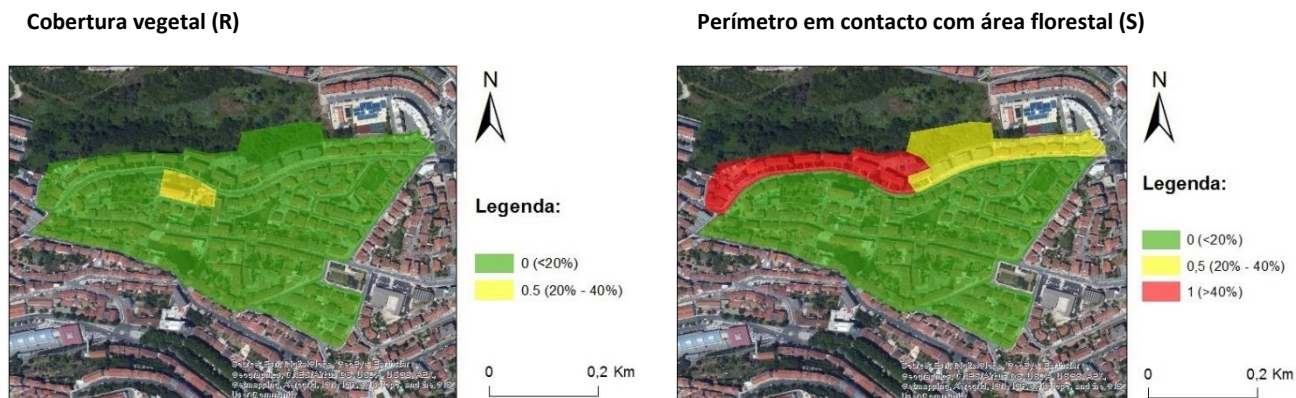 Cobertura vegetal (R)
Perímetro em contacto com área florestal (S)
N
Legenda:
0 (<20%)
0.5 (20% - 40%)
0
0,2 Km
N
Legenda:
0 (<20%)
0,5 (20% - 40%)
1 (>40%)
0
0,2 Km